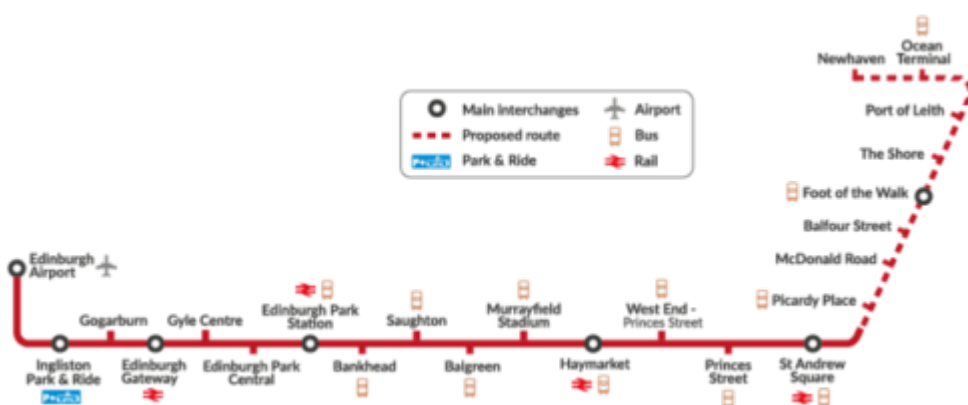 Ocean
Terminal
Newhaven
Main interchanges
Airport
Proposed route
Bus
Park & Ride
Rail
Port of Leith
The Shore
Foot of the Walk
Balfour Street
McDonald Road
Picardy Place
Edinburgh
Airport
Gogarburn
Gyle Centre
Edinburgh Park
Station
Saughton
Murrayfield
Stadium
West End -
Princes Street
Ingliston
Park & Ride
Edinburgh
Gateway
Edinburgh Park
Central
Bankhead
Balgreen
Haymarket
Princes
Street
St Andrew
Square